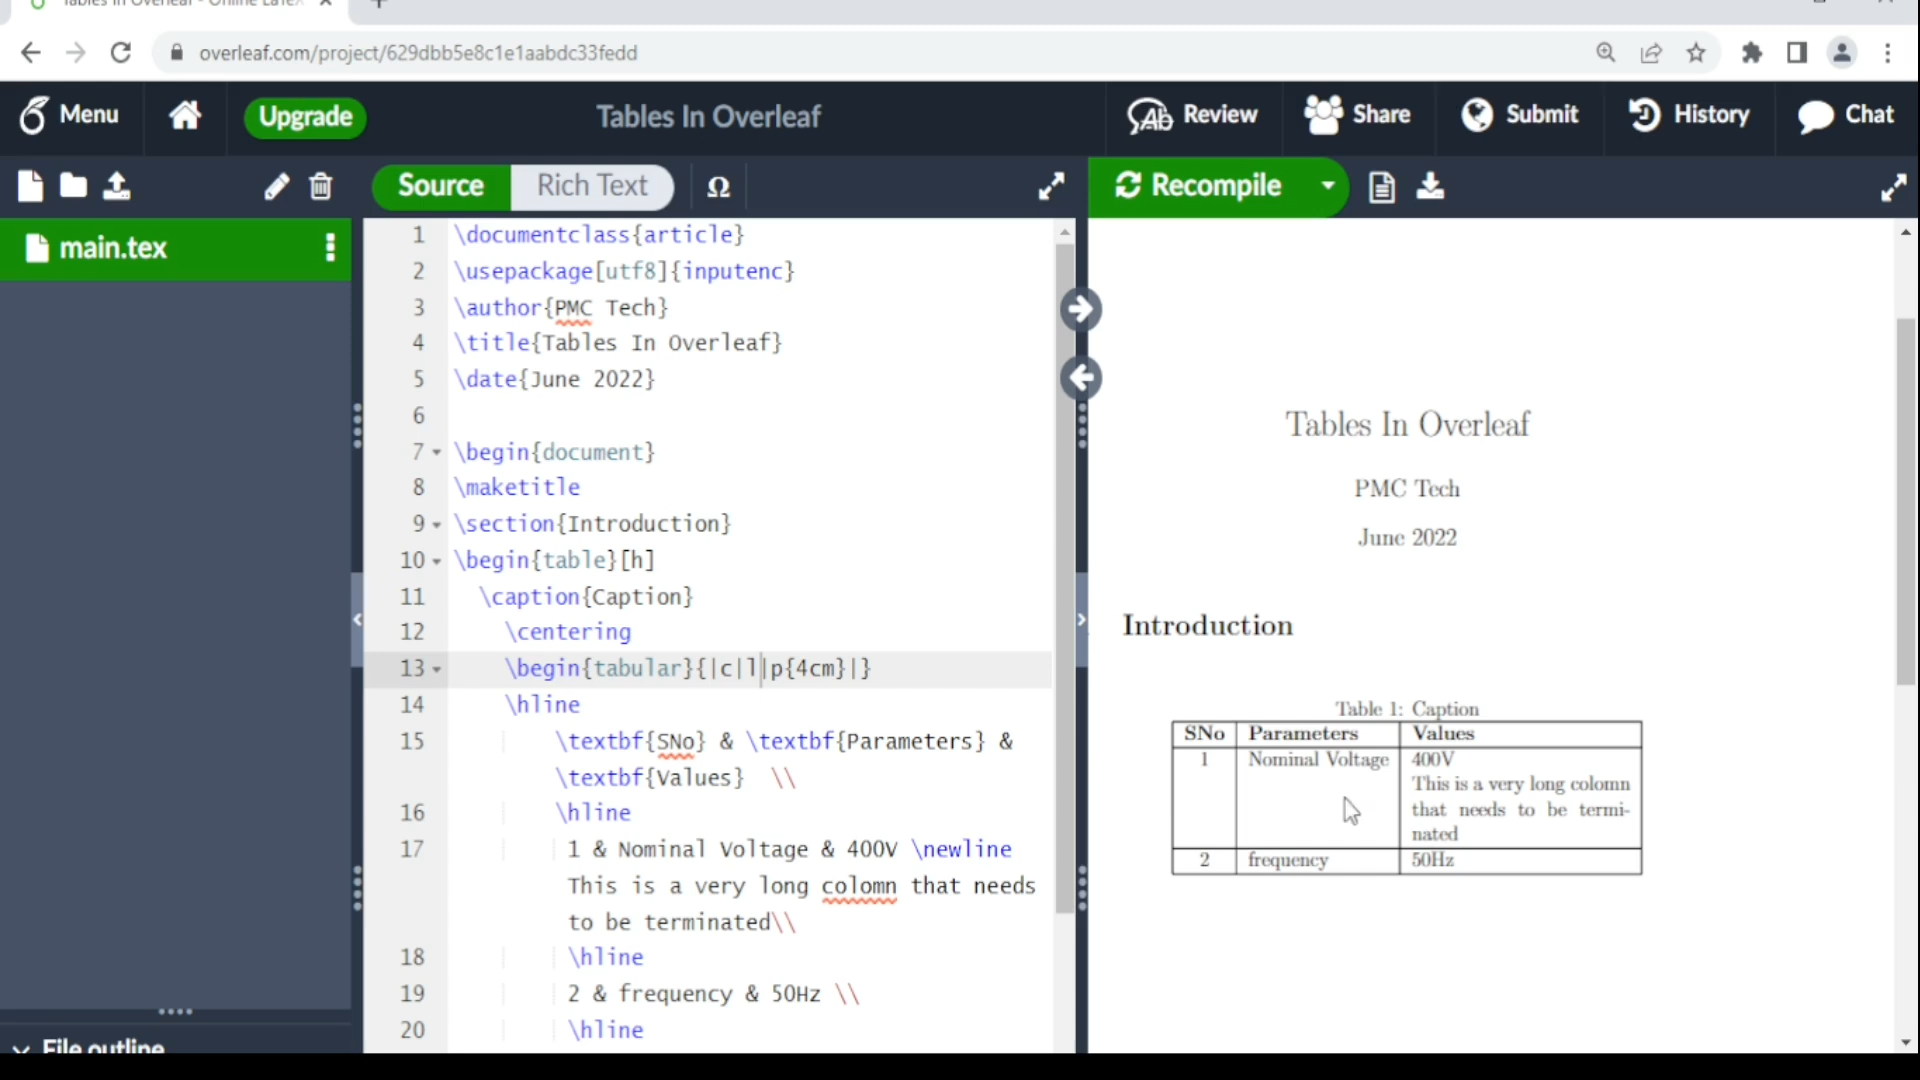 Tables In Overleaf - Online LaTeX
overleaf.com/project/629dbb5e8c1e1aabdc33fedd
Menu
Upgrade
Tables In Overleaf
Review
Share
Submit
History
Chat
Source
Rich Text
Ω
Recompile
main.tex
1 \documentclass{article}
2 \usepackage[utf8]{inputenc}
3 \author{PMC Tech}
4 \title{Tables In Overleaf}
5 \date{June 2022}
6
7 \begin{document}
8 \maketitle
9 \section{Introduction}
10 \begin{table}[h]
11 \caption{Caption}
12 \centering
13 \begin{tabular}{|c|l|p{4cm}|}
14 \hline
15 \textbf{SNo} & \textbf{Parameters} &
\textbf{Values} \\
16 \hline
17 1 & Nominal Voltage & 400V \newline
This is a very long colomn that needs
to be terminated\\
18 \hline
19 2 & frequency & 50Hz \\
20 \hline
File outline
Tables In Overleaf
PMC Tech
June 2022
Introduction
Table 1: Caption
SNo Parameters Values
1 Nominal Voltage 400V
This is a very long colomn
that needs to be termi-
nated
2 frequency 50Hz